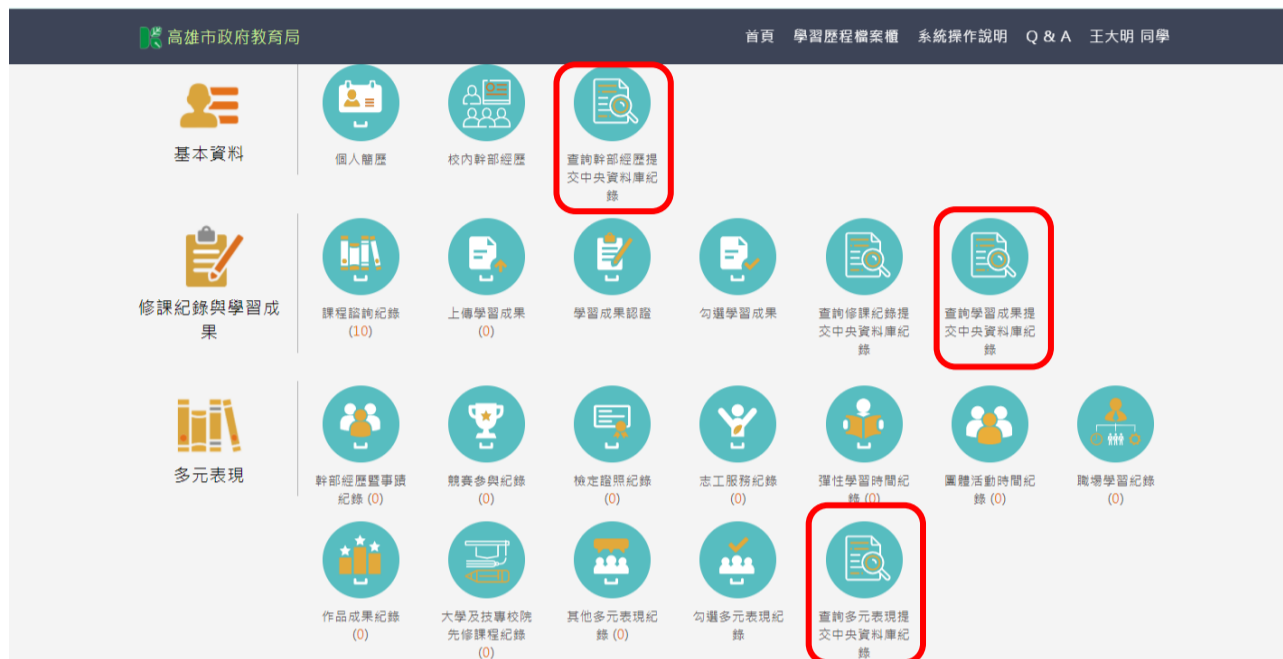 高雄市政府教育局
首頁 學習歷程檔案櫃 系統操作說明 Q & A 王大明 同學
基本資料
個人簡歷
校內幹部經歷
查詢幹部經歷提
交中央資料庫紀
錄
修課紀錄與學習成
果
課程諮詢紀錄
(10)
上傳學習成果
(0)
學習成果認證
勾選學習成果
查詢修課紀錄提
交中央資料庫紀
錄
查詢學習成果提
交中央資料庫紀
錄
多元表現
幹部經歷暨事蹟
紀錄 (0)
競賽參與紀錄
(0)
檢定證照紀錄
(0)
志工服務紀錄
(0)
彈性學習時間紀
錄 (0)
團體活動時間紀
錄 (0)
職場學習紀錄
(0)
作品成果紀錄
(0)
大學及技專校院
先修課程紀錄
(0)
其他多元表現紀
錄 (0)
勾選多元表現紀
錄
查詢多元表現提
交中央資料庫紀
錄